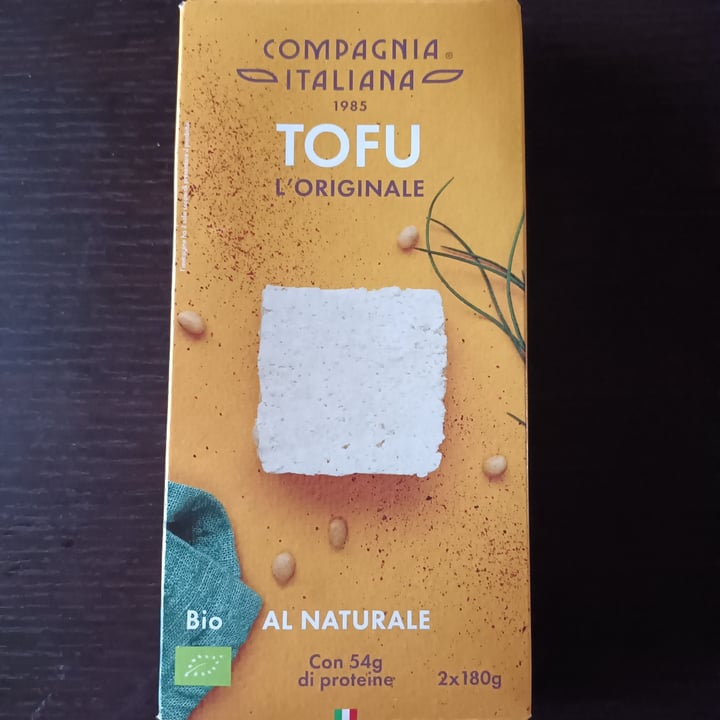 COMPAGNIA®
ITALIANA
1985
TOFU
L'ORIGINALE
Bio
AL NATURALE
Con 54g
di proteine
2x180g